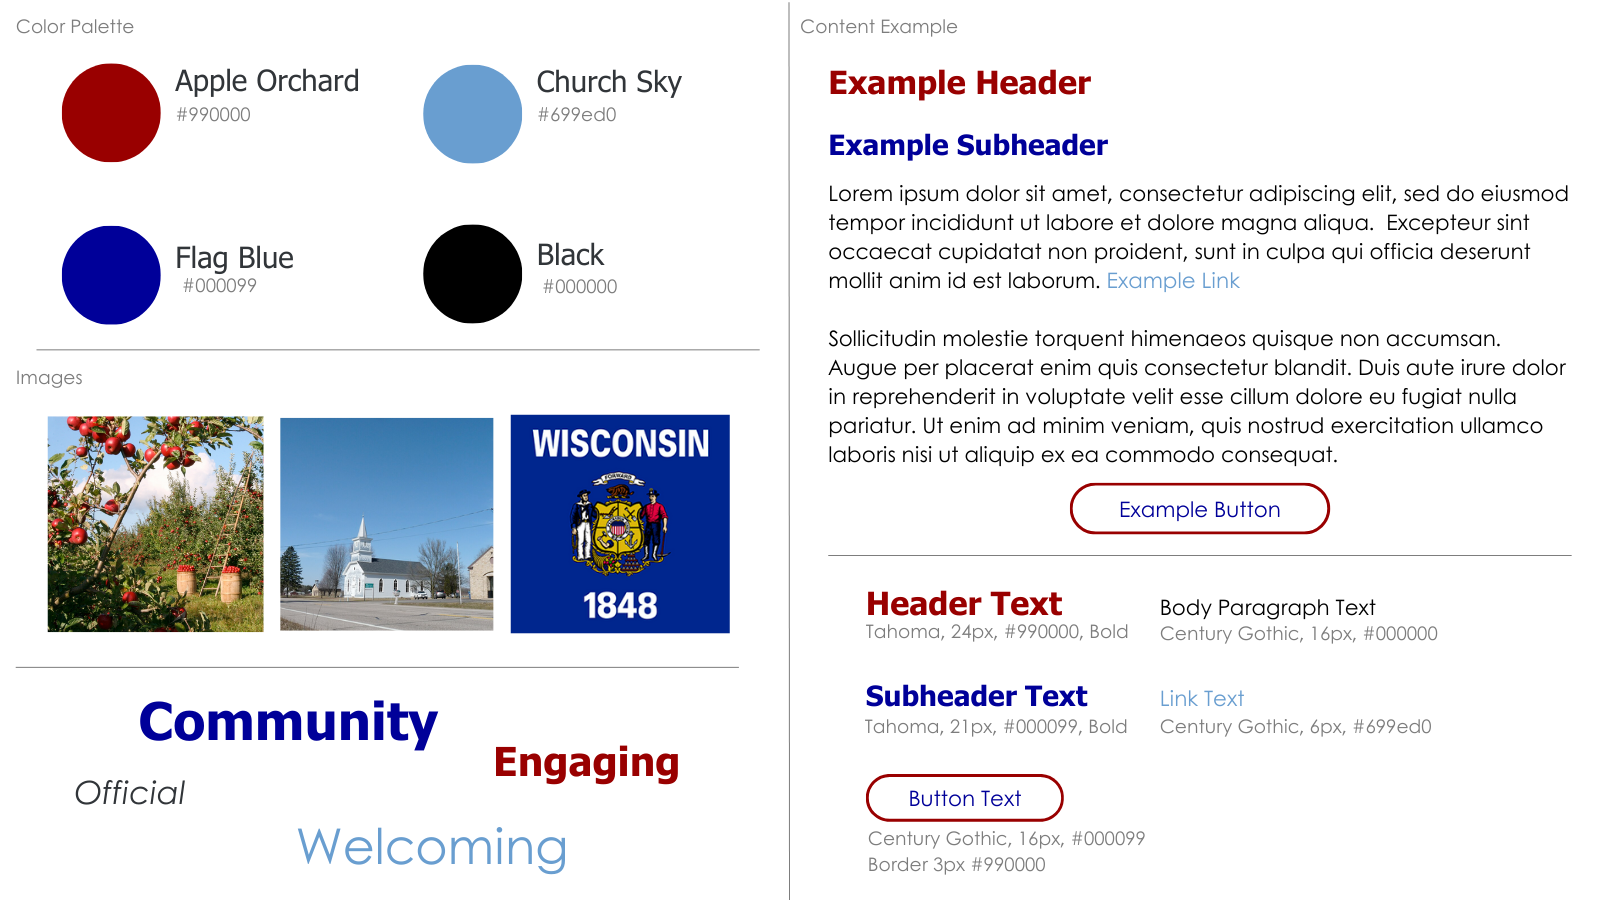 Color Palette
Apple Orchard
#990000
Church Sky
#699ed0
Flag Blue
#000099
Black
#000000
Images
WISCONSIN
FORWARD
1848
Community
Engaging
Official
Welcoming
Content Example
Example Header
Example Subheader
Lorem ipsum dolor sit amet, consectetur adipiscing elit, sed do eiusmod
tempor incididunt ut labore et dolore magna aliqua.  Excepteur sint
occaecat cupidatat non proident, sunt in culpa qui officia deserunt
mollit anim id est laborum. Example Link
Sollicitudin molestie torquent himenaeos quisque non accumsan.
Augue per placerat enim quis consectetur blandit. Duis aute irure dolor
in reprehenderit in voluptate velit esse cillum dolore eu fugiat nulla
pariatur. Ut enim ad minim veniam, quis nostrud exercitation ullamco
laboris nisi ut aliquip ex ea commodo consequat.
Example Button
Header Text
Tahoma, 24px, #990000, Bold
Body Paragraph Text
Century Gothic, 16px, #000000
Subheader Text
Tahoma, 21px, #000099, Bold
Link Text
Century Gothic, 6px, #699ed0
Button Text
Century Gothic, 16px, #000099
Border 3px #990000